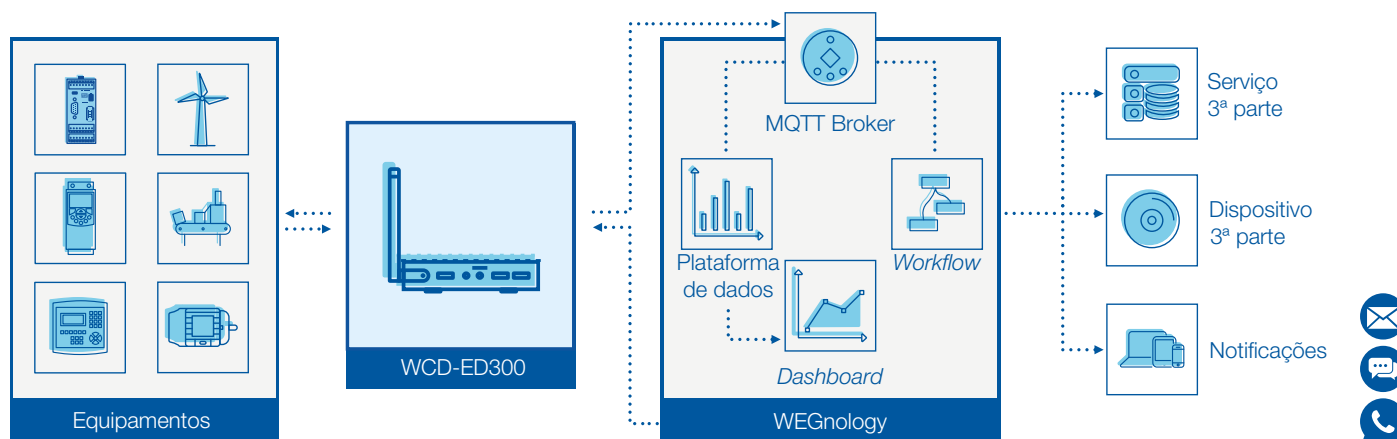 Equipamentos
WCD-ED300
MQTT Broker
Plataforma
de dados
Workflow
Dashboard
WEGnology
Serviço
3ª parte
Dispositivo
3ª parte
Notificações